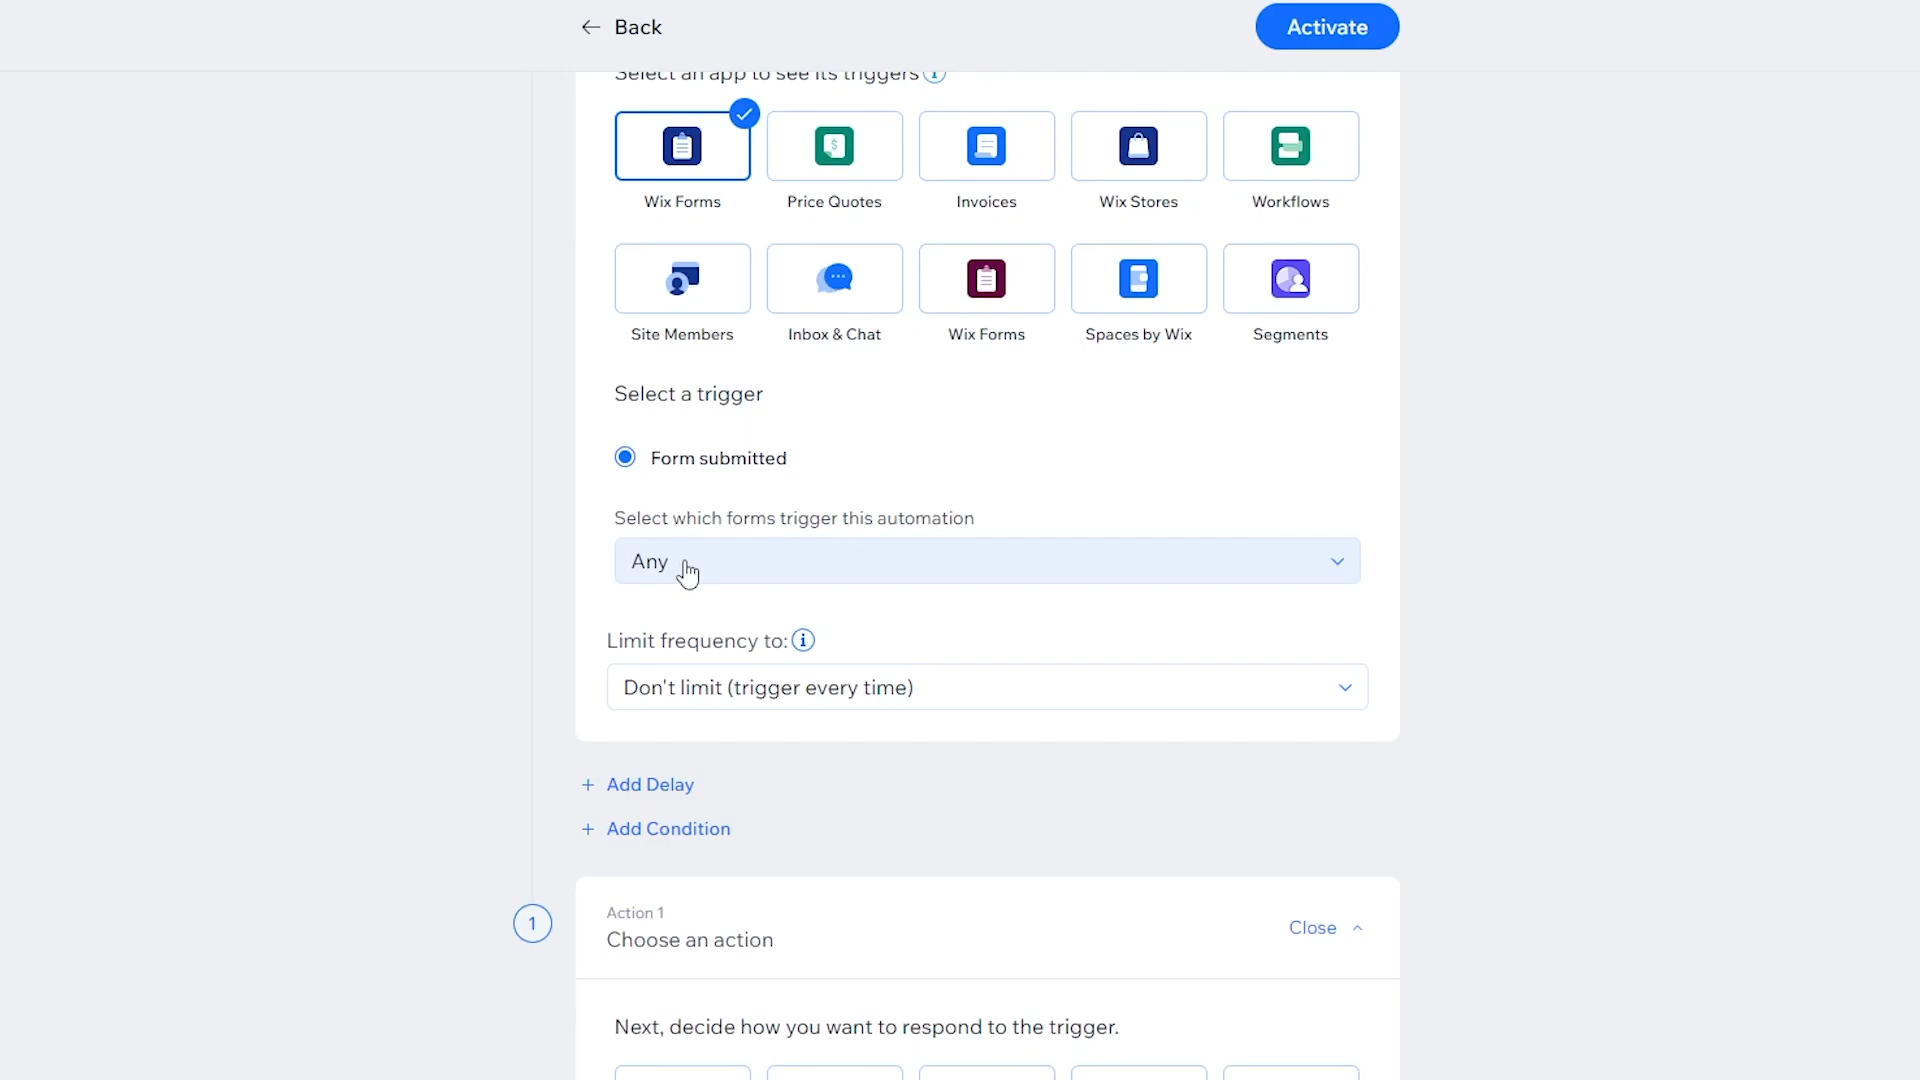 Back
Activate
Select an app to see its triggers
Wix Forms
Price Quotes
Invoices
Wix Stores
Workflows
Site Members
Inbox & Chat
Wix Forms
Spaces by Wix
Segments
Select a trigger
Form submitted
Select which forms trigger this automation
Any
Limit frequency to:
Don't limit (trigger every time)
+ Add Delay
+ Add Condition
1
Action 1
Choose an action
Close
Next, decide how you want to respond to the trigger.